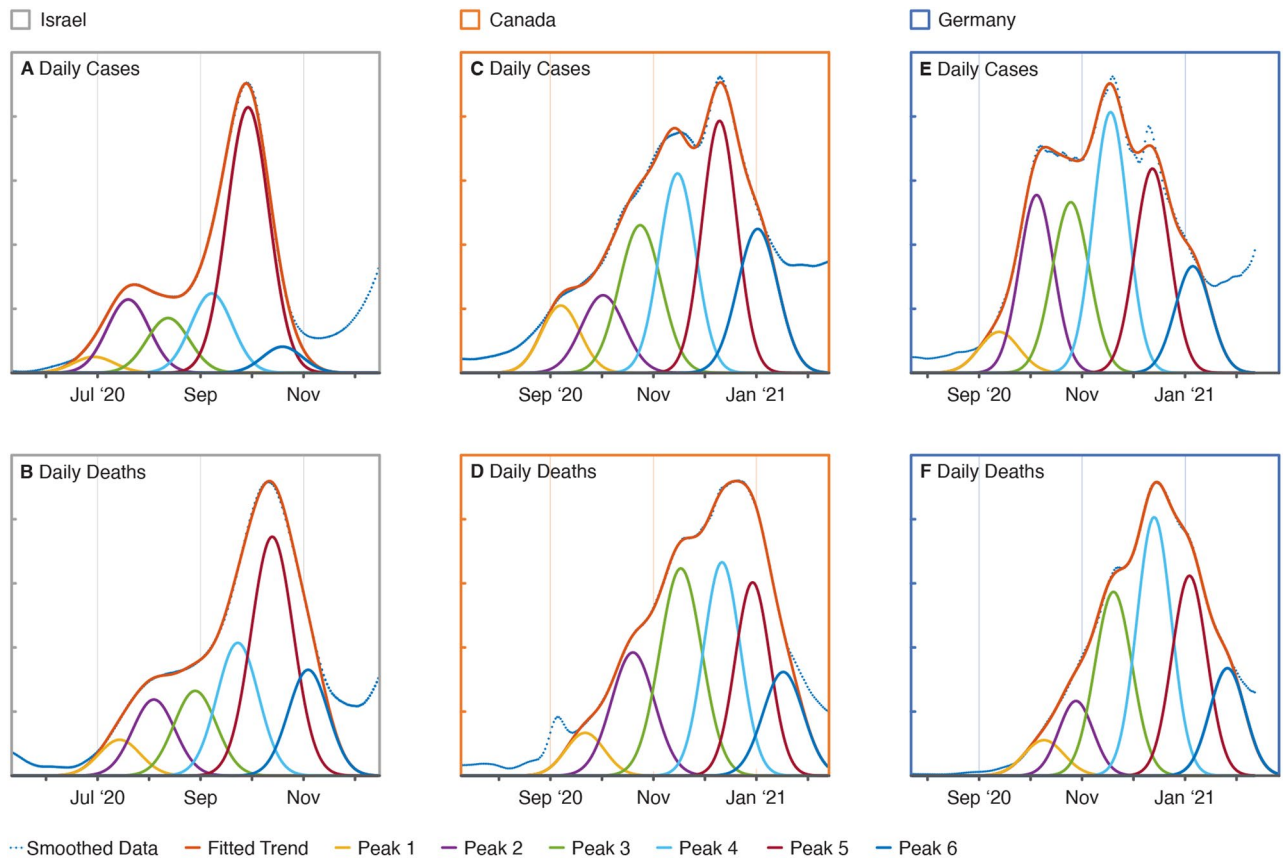 Israel
Canada
Germany
A Daily Cases
C Daily Cases
E Daily Cases
Jul ‘20 Sep Nov
Sep ‘20 Nov Jan ‘21
Sep ‘20 Nov Jan ‘21
B Daily Deaths
D Daily Deaths
F Daily Deaths
Jul ‘20 Sep Nov
Sep ‘20 Nov Jan ‘21
Sep ‘20 Nov Jan ‘21
Smoothed Data Fitted Trend Peak 1 Peak 2 Peak 3 Peak 4 Peak 5 Peak 6